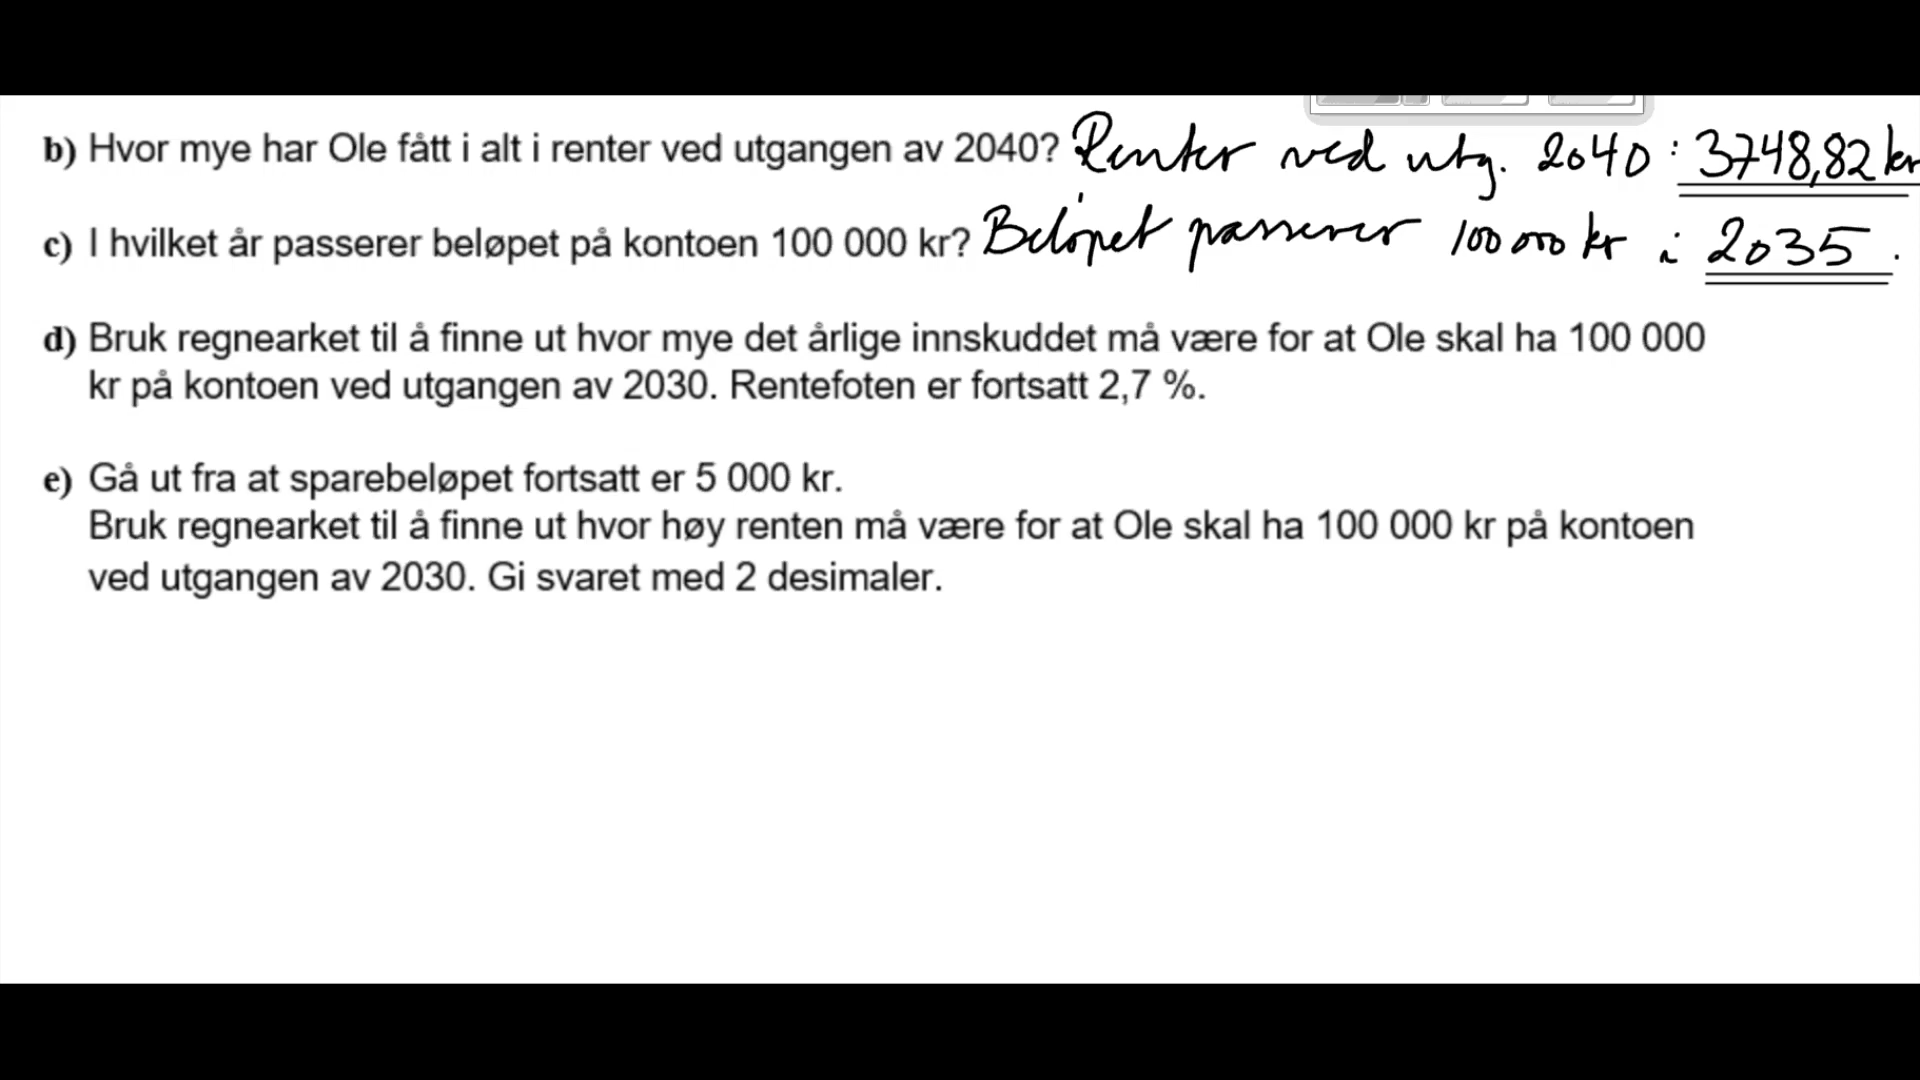 b) Hvor mye har Ole fått i alt i renter ved utgangen av 2040? Renter ved utg. 2040 : 3748,82 kr
c) I hvilket år passerer beløpet på kontoen 100 000 kr? Beløpet passerer 100 000 kr i 2035.
d) Bruk regnearket til å finne ut hvor mye det årlige innskuddet må være for at Ole skal ha 100 000
kr på kontoen ved utgangen av 2030. Rentefoten er fortsatt 2,7 %.
e) Gå ut fra at sparebeløpet fortsatt er 5 000 kr.
Bruk regnearket til å finne ut hvor høy renten må være for at Ole skal ha 100 000 kr på kontoen
ved utgangen av 2030. Gi svaret med 2 desimaler.